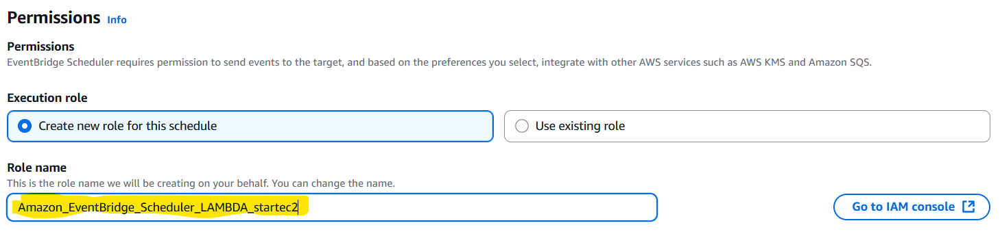 Permissions Info
Permissions
EventBridge Scheduler requires permission to send events to the target, and based on the preferences you select, integrate with other AWS services such as AWS KMS and Amazon SQS.
Execution role
Create new role for this schedule
Use existing role
Role name
This is the role name we will be creating on your behalf. You can change the name.
Amazon_EventBridge_Scheduler_LAMBDA_startec2
Go to IAM console